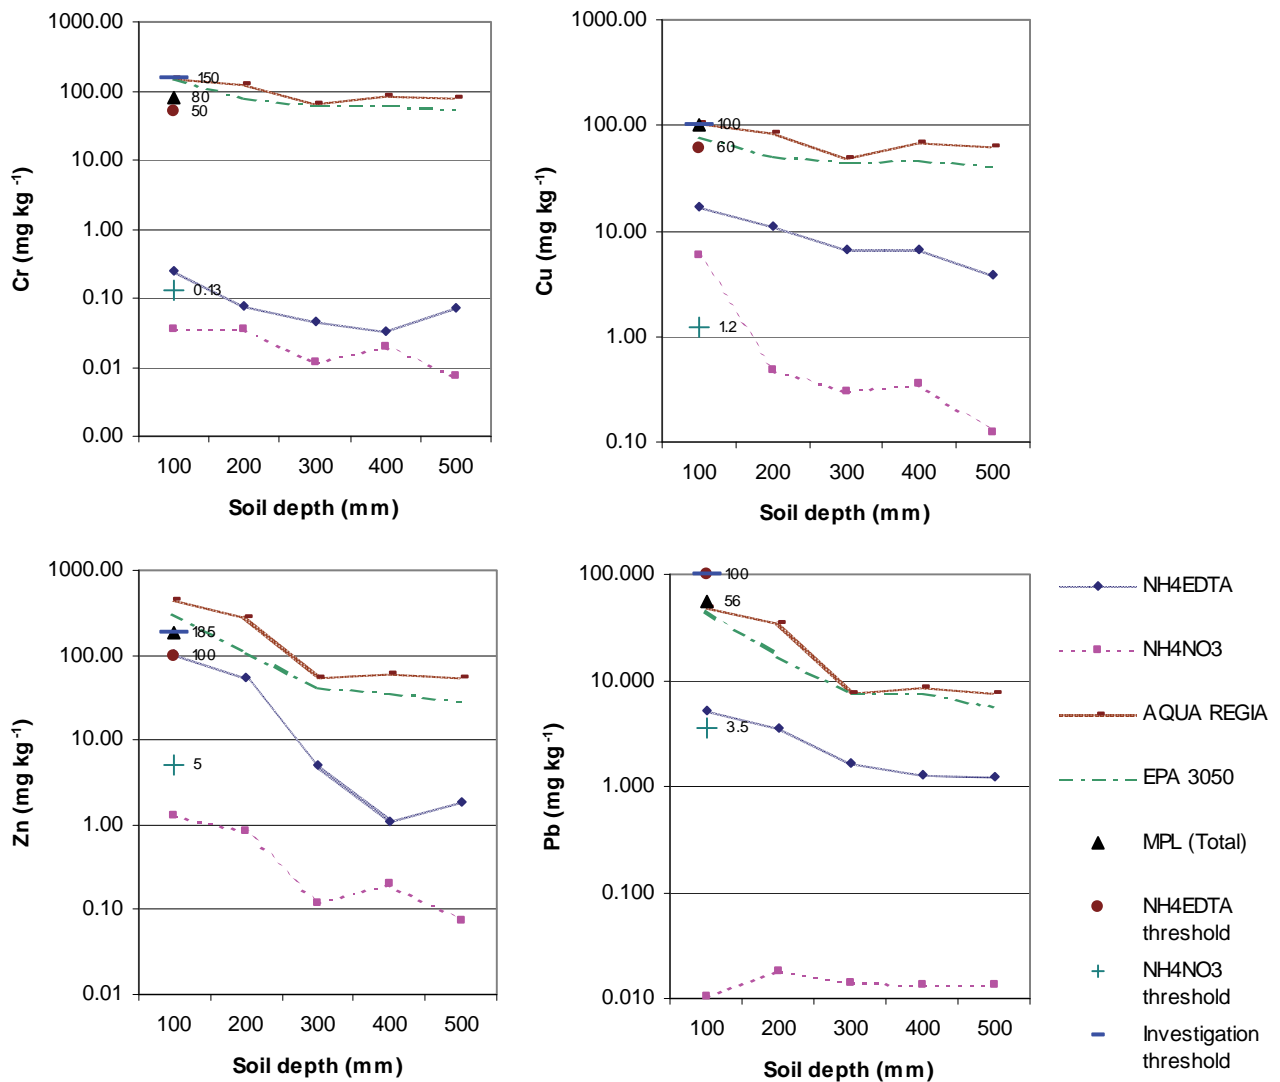 1000.00
100.00
10.00
1.00
0.10
0.01
0.00
Cr (mg kg -1)
150
80
50
0.13
100 200 300 400 500
Soil depth (mm)
1000.00
100.00
10.00
1.00
0.10
Cu (mg kg -1)
100
60
1.2
100 200 300 400 500
Soil depth (mm)
1000.00
100.00
10.00
1.00
0.10
0.01
Zn (mg kg -1)
185
100
5
100 200 300 400 500
Soil depth (mm)
100.000
10.000
1.000
0.100
0.010
Pb (mg kg -1)
100
56
3.5
100 200 300 400 500
Soil depth (mm)
NH4EDTA
NH4NO3
AQUA REGIA
EPA 3050
MPL (Total)
NH4EDTA
threshold
NH4NO3
threshold
Investigation
threshold